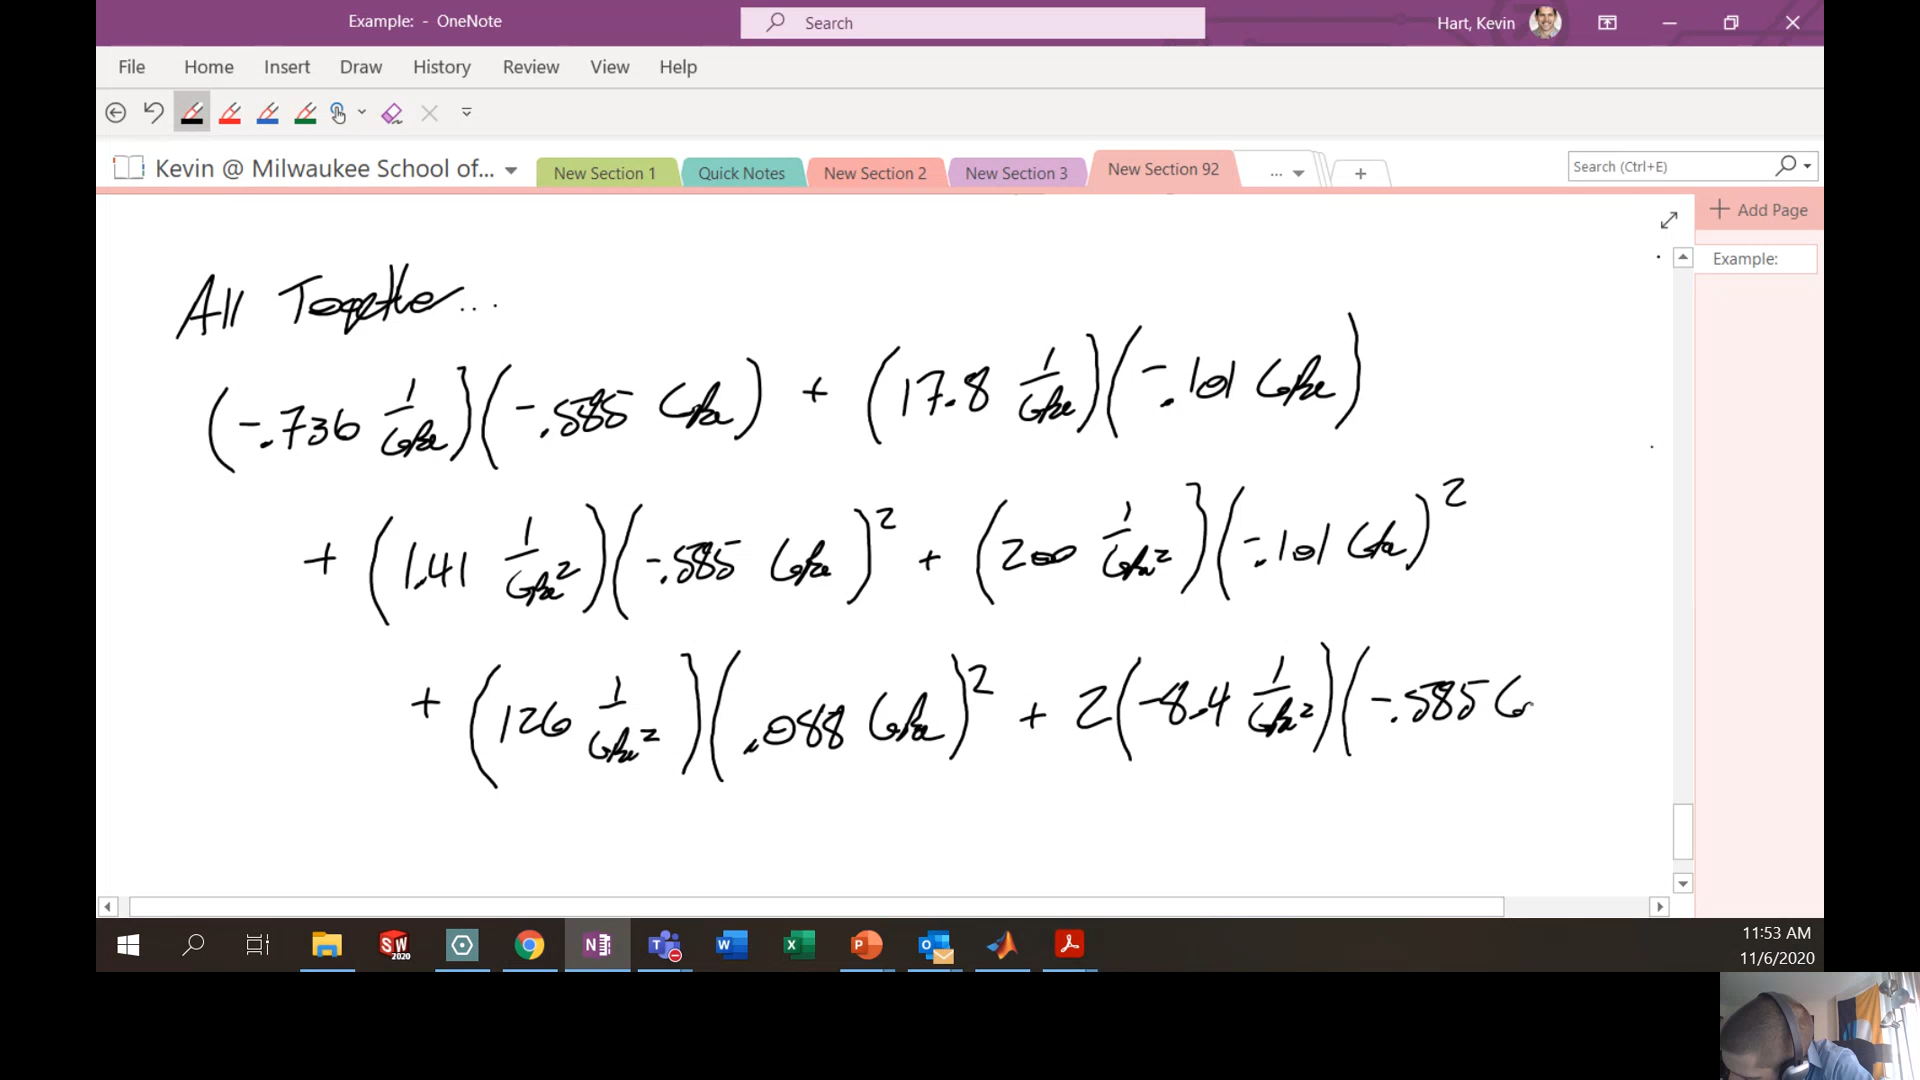 Example: - OneNote
Search
Hart, Kevin
File Home Insert Draw History Review View Help
Kevin @ Milwaukee School of...
New Section 1
Quick Notes
New Section 2
New Section 3
New Section 92
...
Search (Ctrl+E)
Add Page
Example:
All Together...
(-.736 1/GPa)(-.585 GPa) + (17.8 1/GPa)(-.101 GPa)
+ (1.41 1/GPa²)(-.585 GPa)² + (200 1/GPa²)(-.101 GPa)²
+ (126 1/GPa²)(.088 GPa)² + 2(-8.4 1/GPa²)(-.585 G
SW 2020
N
T
W
X
P
O
11:53 AM
11/6/2020